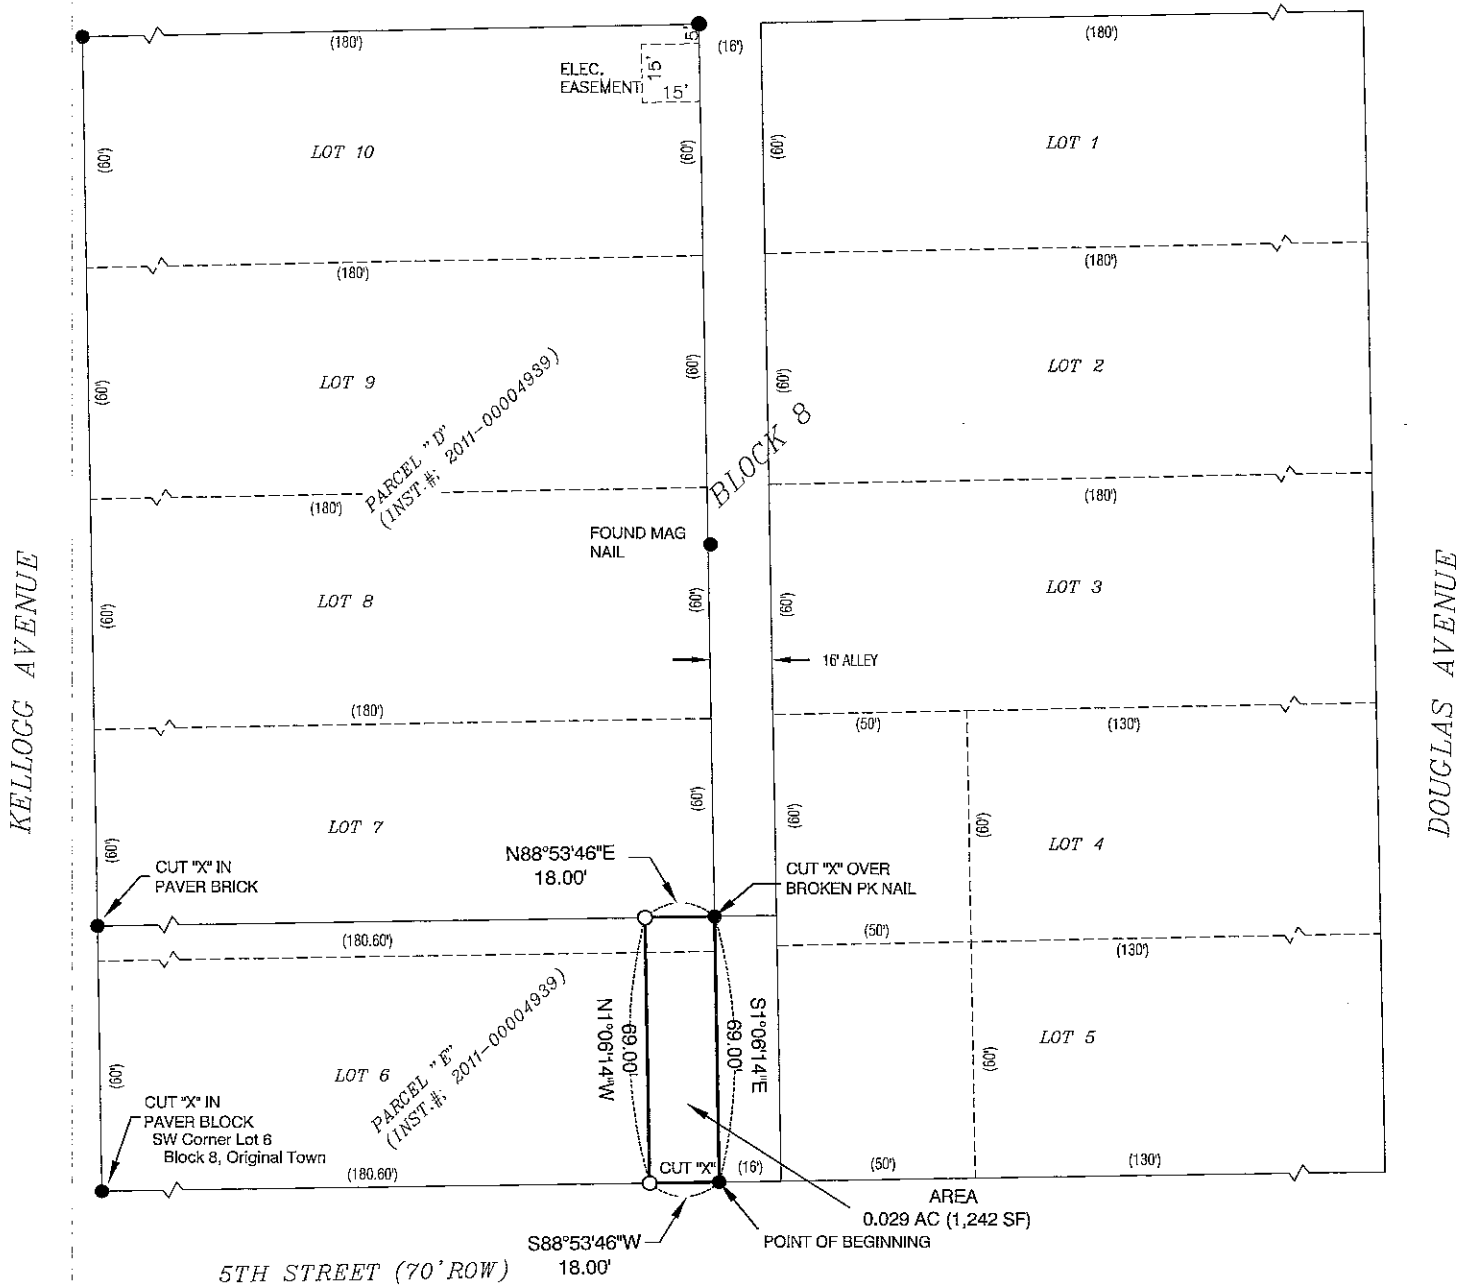 (180')
5'
(16')
(180')
ELEC.
EASEMENT
15'
15'
(60')
LOT 10
(60')
(60')
LOT 1
(180')
(180')
(60')
LOT 9
(60')
(60')
LOT 2
PARCEL "D"
(INST.#: 2011-00004939)
BLOCK 8
(180')
(180')
FOUND MAG
NAIL
KELLOGG AVENUE
DOUGLAS AVENUE
(60')
LOT 8
(60')
(60')
LOT 3
16' ALLEY
(180')
(50')
(130')
(60')
LOT 7
(60')
(60')
(60')
LOT 4
CUT "X" IN
PAVER BRICK
N88°53'46"E
18.00'
CUT "X" OVER
BROKEN PK NAIL
(180.60')
(50')
(130')
N1°06'14"W
69.00'
69.00'
S1°06'14"E
(60')
LOT 6
PARCEL "E"
(INST.#: 2011-00004939)
(60')
LOT 5
CUT "X" IN
PAVER BLOCK
SW Corner Lot 6
Block 8, Original Town
(180.60')
CUT "X"
(16')
(50')
(130')
AREA
0.029 AC (1,242 SF)
POINT OF BEGINNING
S88°53'46"W
18.00'
5TH STREET (70' ROW)